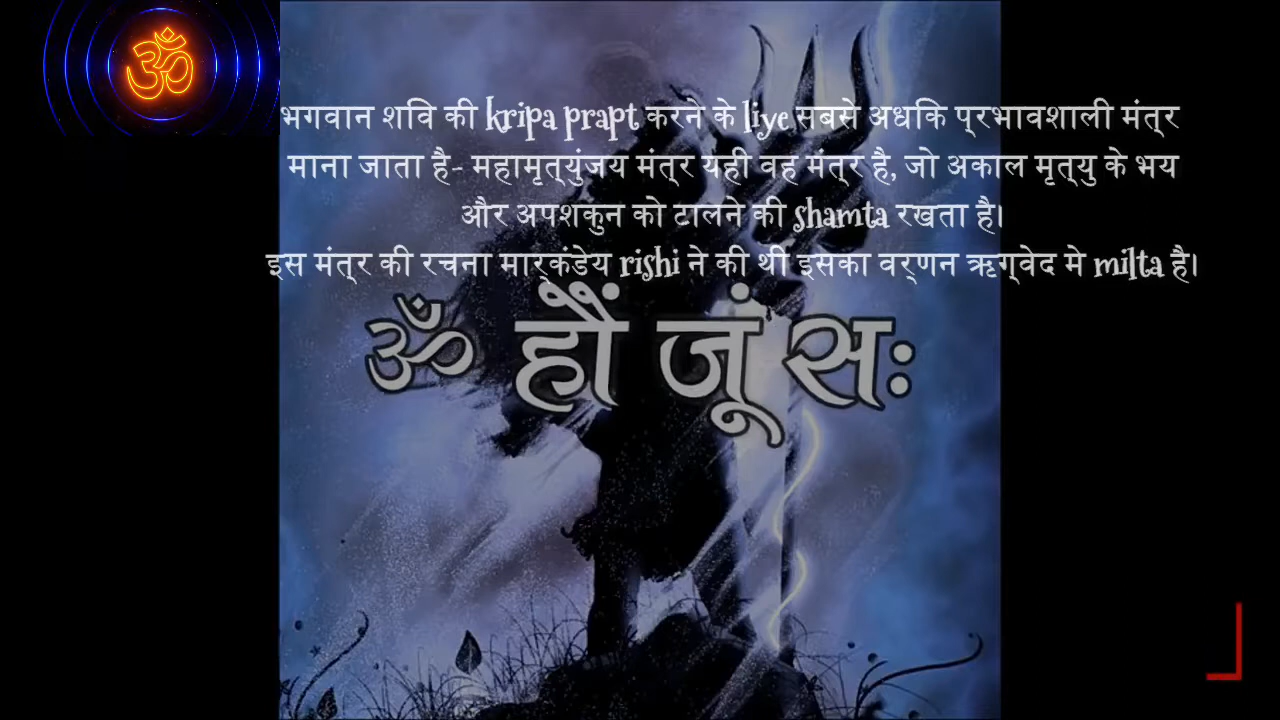 ॐ
भगवान शवि की kripa prapt करने के liye सबसे अधकि प्रभावशाली मंत्र
माना जाता है- महामृत्युंजय मंत्र यही वह मंत्र है, जो अकाल मृत्यु के भय
और अपशकुन को टालने की shamta रखता है।
इस मंत्र की रचना मार्कंडेय rishi ने की थी इसका वर्णन ऋग्वेद मे milta है।
ॐ हौं जूं सः